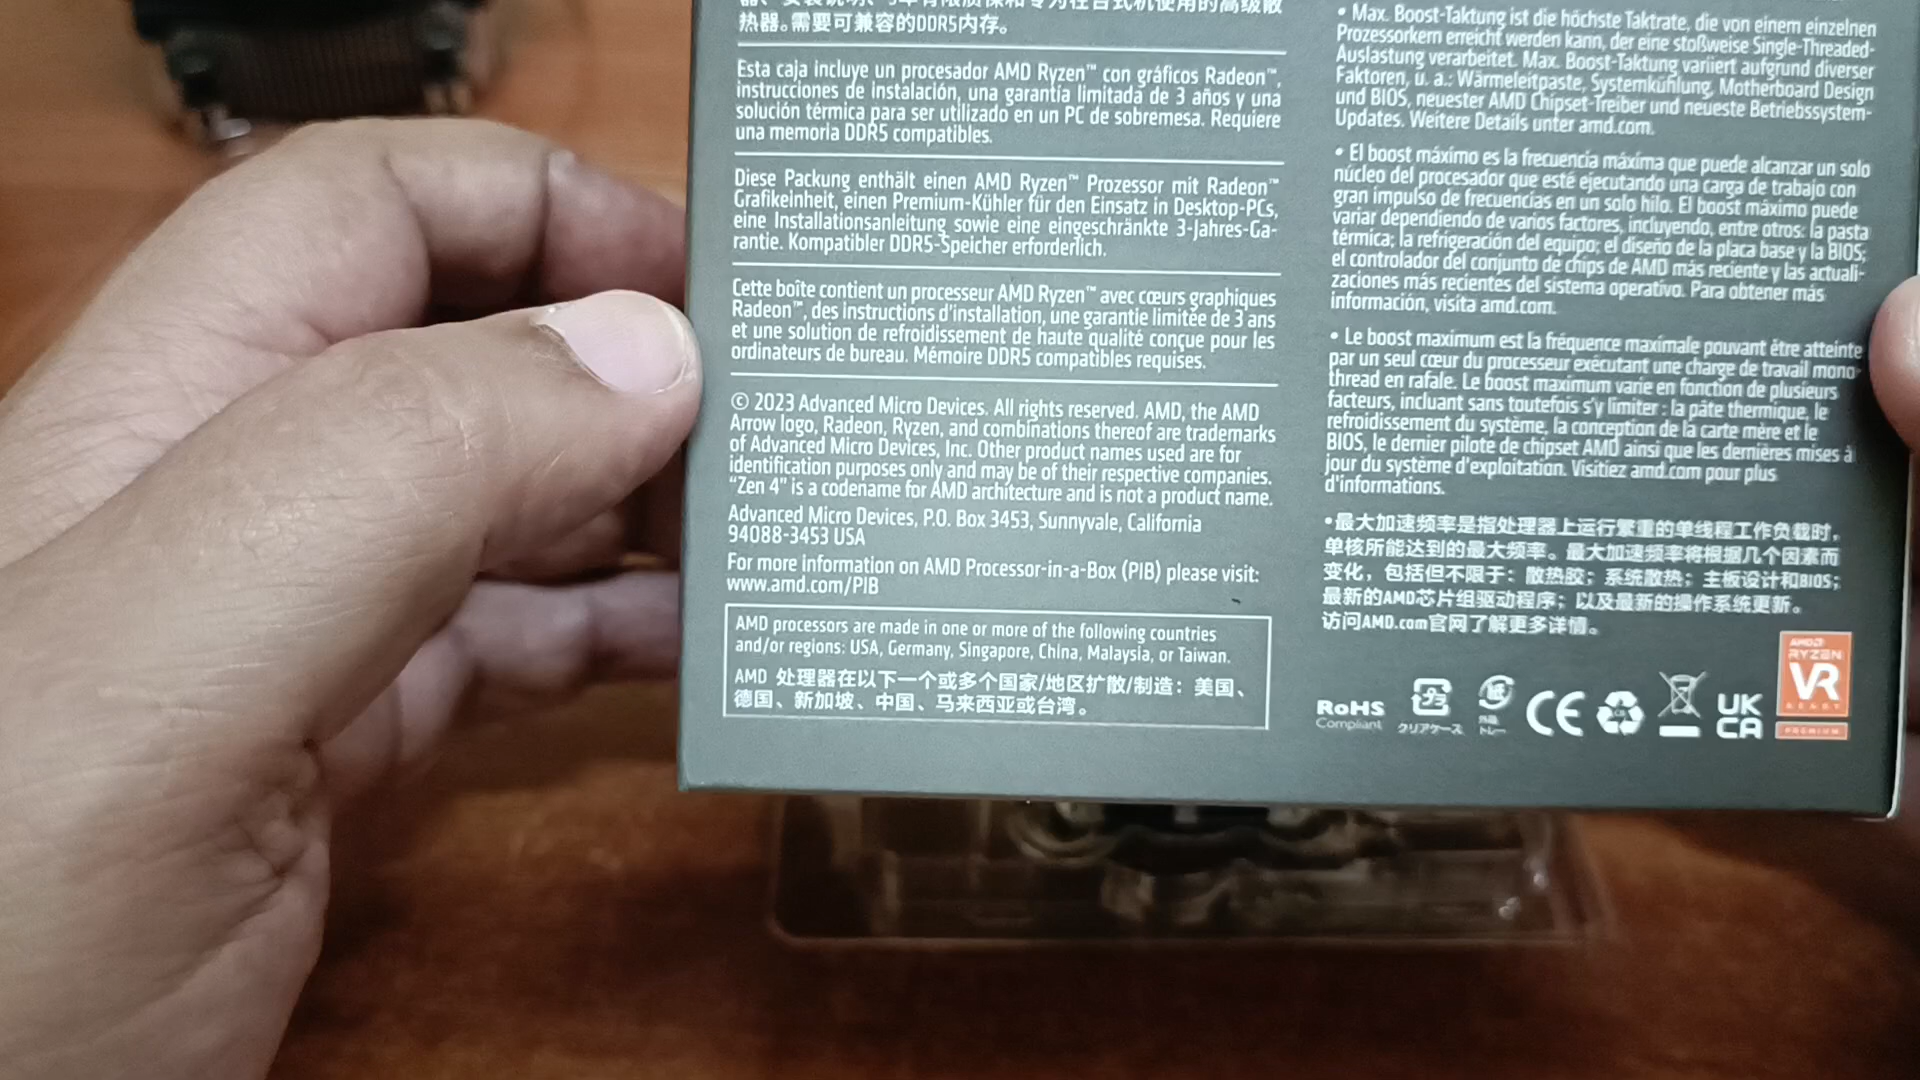 热器。需要可兼容的DDR5内存。
Esta caja incluye un procesador AMD Ryzen™ con gráficos Radeon™,
instrucciones de instalación, una garantía limitada de 3 años y una
solución térmica para ser utilizado en un PC de sobremesa. Requiere
una memoria DDR5 compatibles.
Diese Packung enthält einen AMD Ryzen™ Prozessor mit Radeon™
Grafikeinheit, einen Premium-Kühler für den Einsatz in Desktop-PCs,
eine Installationsanleitung sowie eine eingeschränkte 3-Jahres-Ga-
rantie. Kompatibler DDR5-Speicher erforderlich.
Cette boîte contient un processeur AMD Ryzen™ avec cœurs graphiques
Radeon™, des instructions d'installation, une garantie limitée de 3 ans
et une solution de refroidissement de haute qualité conçue pour les
ordinateurs de bureau. Mémoire DDR5 compatibles requises.
© 2023 Advanced Micro Devices. All rights reserved. AMD, the AMD
Arrow logo, Radeon, Ryzen, and combinations thereof are trademarks
of Advanced Micro Devices, Inc. Other product names used are for
identification purposes only and may be of their respective companies.
“Zen 4” is a codename for AMD architecture and is not a product name.
Advanced Micro Devices, P.O. Box 3453, Sunnyvale, California
94088-3453 USA
For more information on AMD Processor-in-a-Box (PIB) please visit:
www.amd.com/PIB
AMD processors are made in one or more of the following countries
and/or regions: USA, Germany, Singapore, China, Malaysia, or Taiwan.
AMD 处理器在以下一个或多个国家/地区扩散/制造：美国、
德国、新加坡、中国、马来西亚或台湾。
• Max. Boost-Taktung ist die höchste Taktrate, die von einem einzelnen
Prozessorkern erreicht werden kann, der eine stoßweise Single-Threaded-
Auslastung verarbeitet. Max. Boost-Taktung variiert aufgrund diverser
Faktoren, u. a.: Wärmeleitpaste, Systemkühlung, Motherboard Design
und BIOS, neuester AMD Chipset-Treiber und neueste Betriebssystem-
Updates. Weitere Details unter amd.com.
• El boost máximo es la frecuencia máxima que puede alcanzar un solo
núcleo del procesador que esté ejecutando una carga de trabajo con
gran impulso de frecuencias en un solo hilo. El boost máximo puede
variar dependiendo de varios factores, incluyendo, entre otros: la pasta
térmica; la refrigeración del equipo; el diseño de la placa base y la BIOS;
el controlador del conjunto de chips de AMD más reciente y las actuali-
zaciones más recientes del sistema operativo. Para obtener más
información, visita amd.com.
• Le boost maximum est la fréquence maximale pouvant être atteinte
par un seul cœur du processeur exécutant une charge de travail mono-
thread en rafale. Le boost maximum varie en fonction de plusieurs
facteurs, incluant sans toutefois s'y limiter : la pâte thermique, le
refroidissement du système, la conception de la carte mère et le
BIOS, le dernier pilote de chipset AMD ainsi que les dernières mises à
jour du système d'exploitation. Visitiez amd.com pour plus
d'informations.
•最大加速频率是指处理器上运行繁重的单线程工作负载时，
单核所能达到的最大频率。最大加速频率将根据几个因素而
变化，包括但不限于：散热胶；系统散热；主板设计和BIOS；
最新的AMD芯片组驱动程序；以及最新的操作系统更新。
访问AMD.com官网了解更多详情。
RoHS
Compliant
クリアケース
紙
外箱
トレー
CE
UK
CA
AMD
RYZEN
VR
READY
PREMIUM